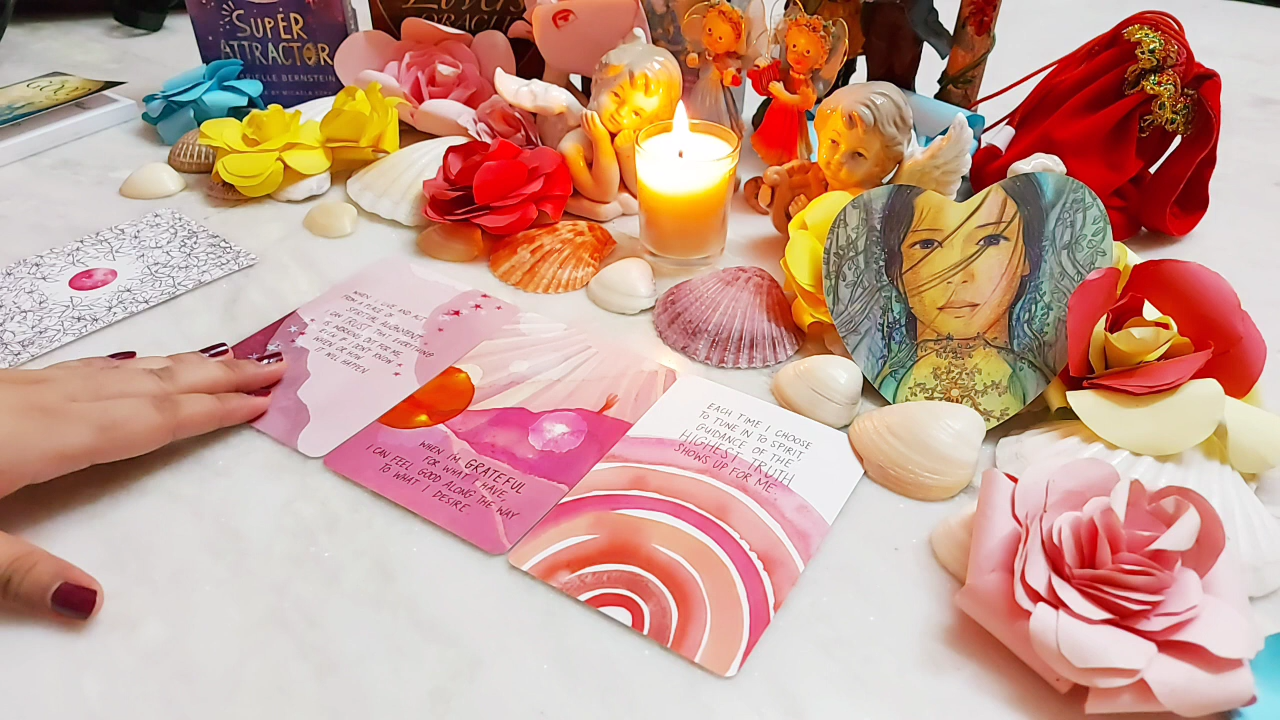 SUPER
ATTRACTOR
GABRIELLE BERNSTEIN
ORACLE
WHEN I LIVE AND ACT
FROM A PLACE OF
SPIRITUAL ALIGNMENT,
I CAN TRUST THAT EVERYTHING
IS WORKING OUT FOR ME,
EVEN IF I DON'T KNOW
WHEN OR HOW
IT WILL HAPPEN
WHEN I'M GRATEFUL
FOR WHAT I HAVE,
I CAN FEEL GOOD ALONG THE WAY
TO WHAT I DESIRE.
EACH TIME I CHOOSE
TO TUNE IN TO SPIRIT,
GUIDANCE OF THE
HIGHEST TRUTH
SHOWS UP FOR ME.